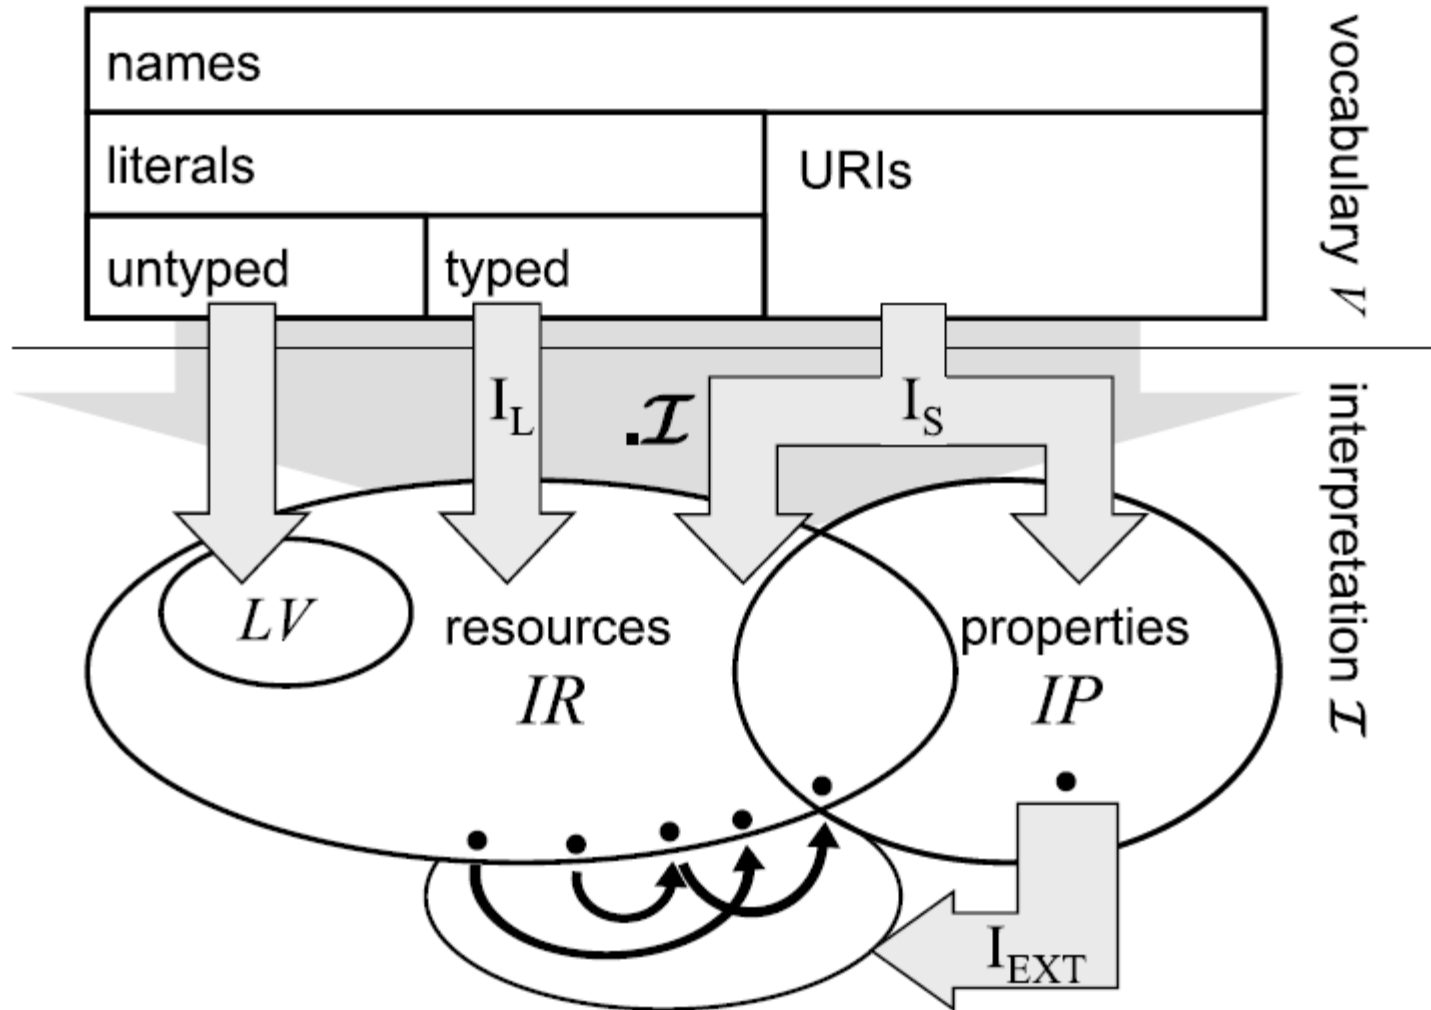 names
literals
URIs
untyped
typed
vocabulary V
I_L
.𝓘
I_S
interpretation 𝓘
LV
resources
IR
properties
IP
I_EXT